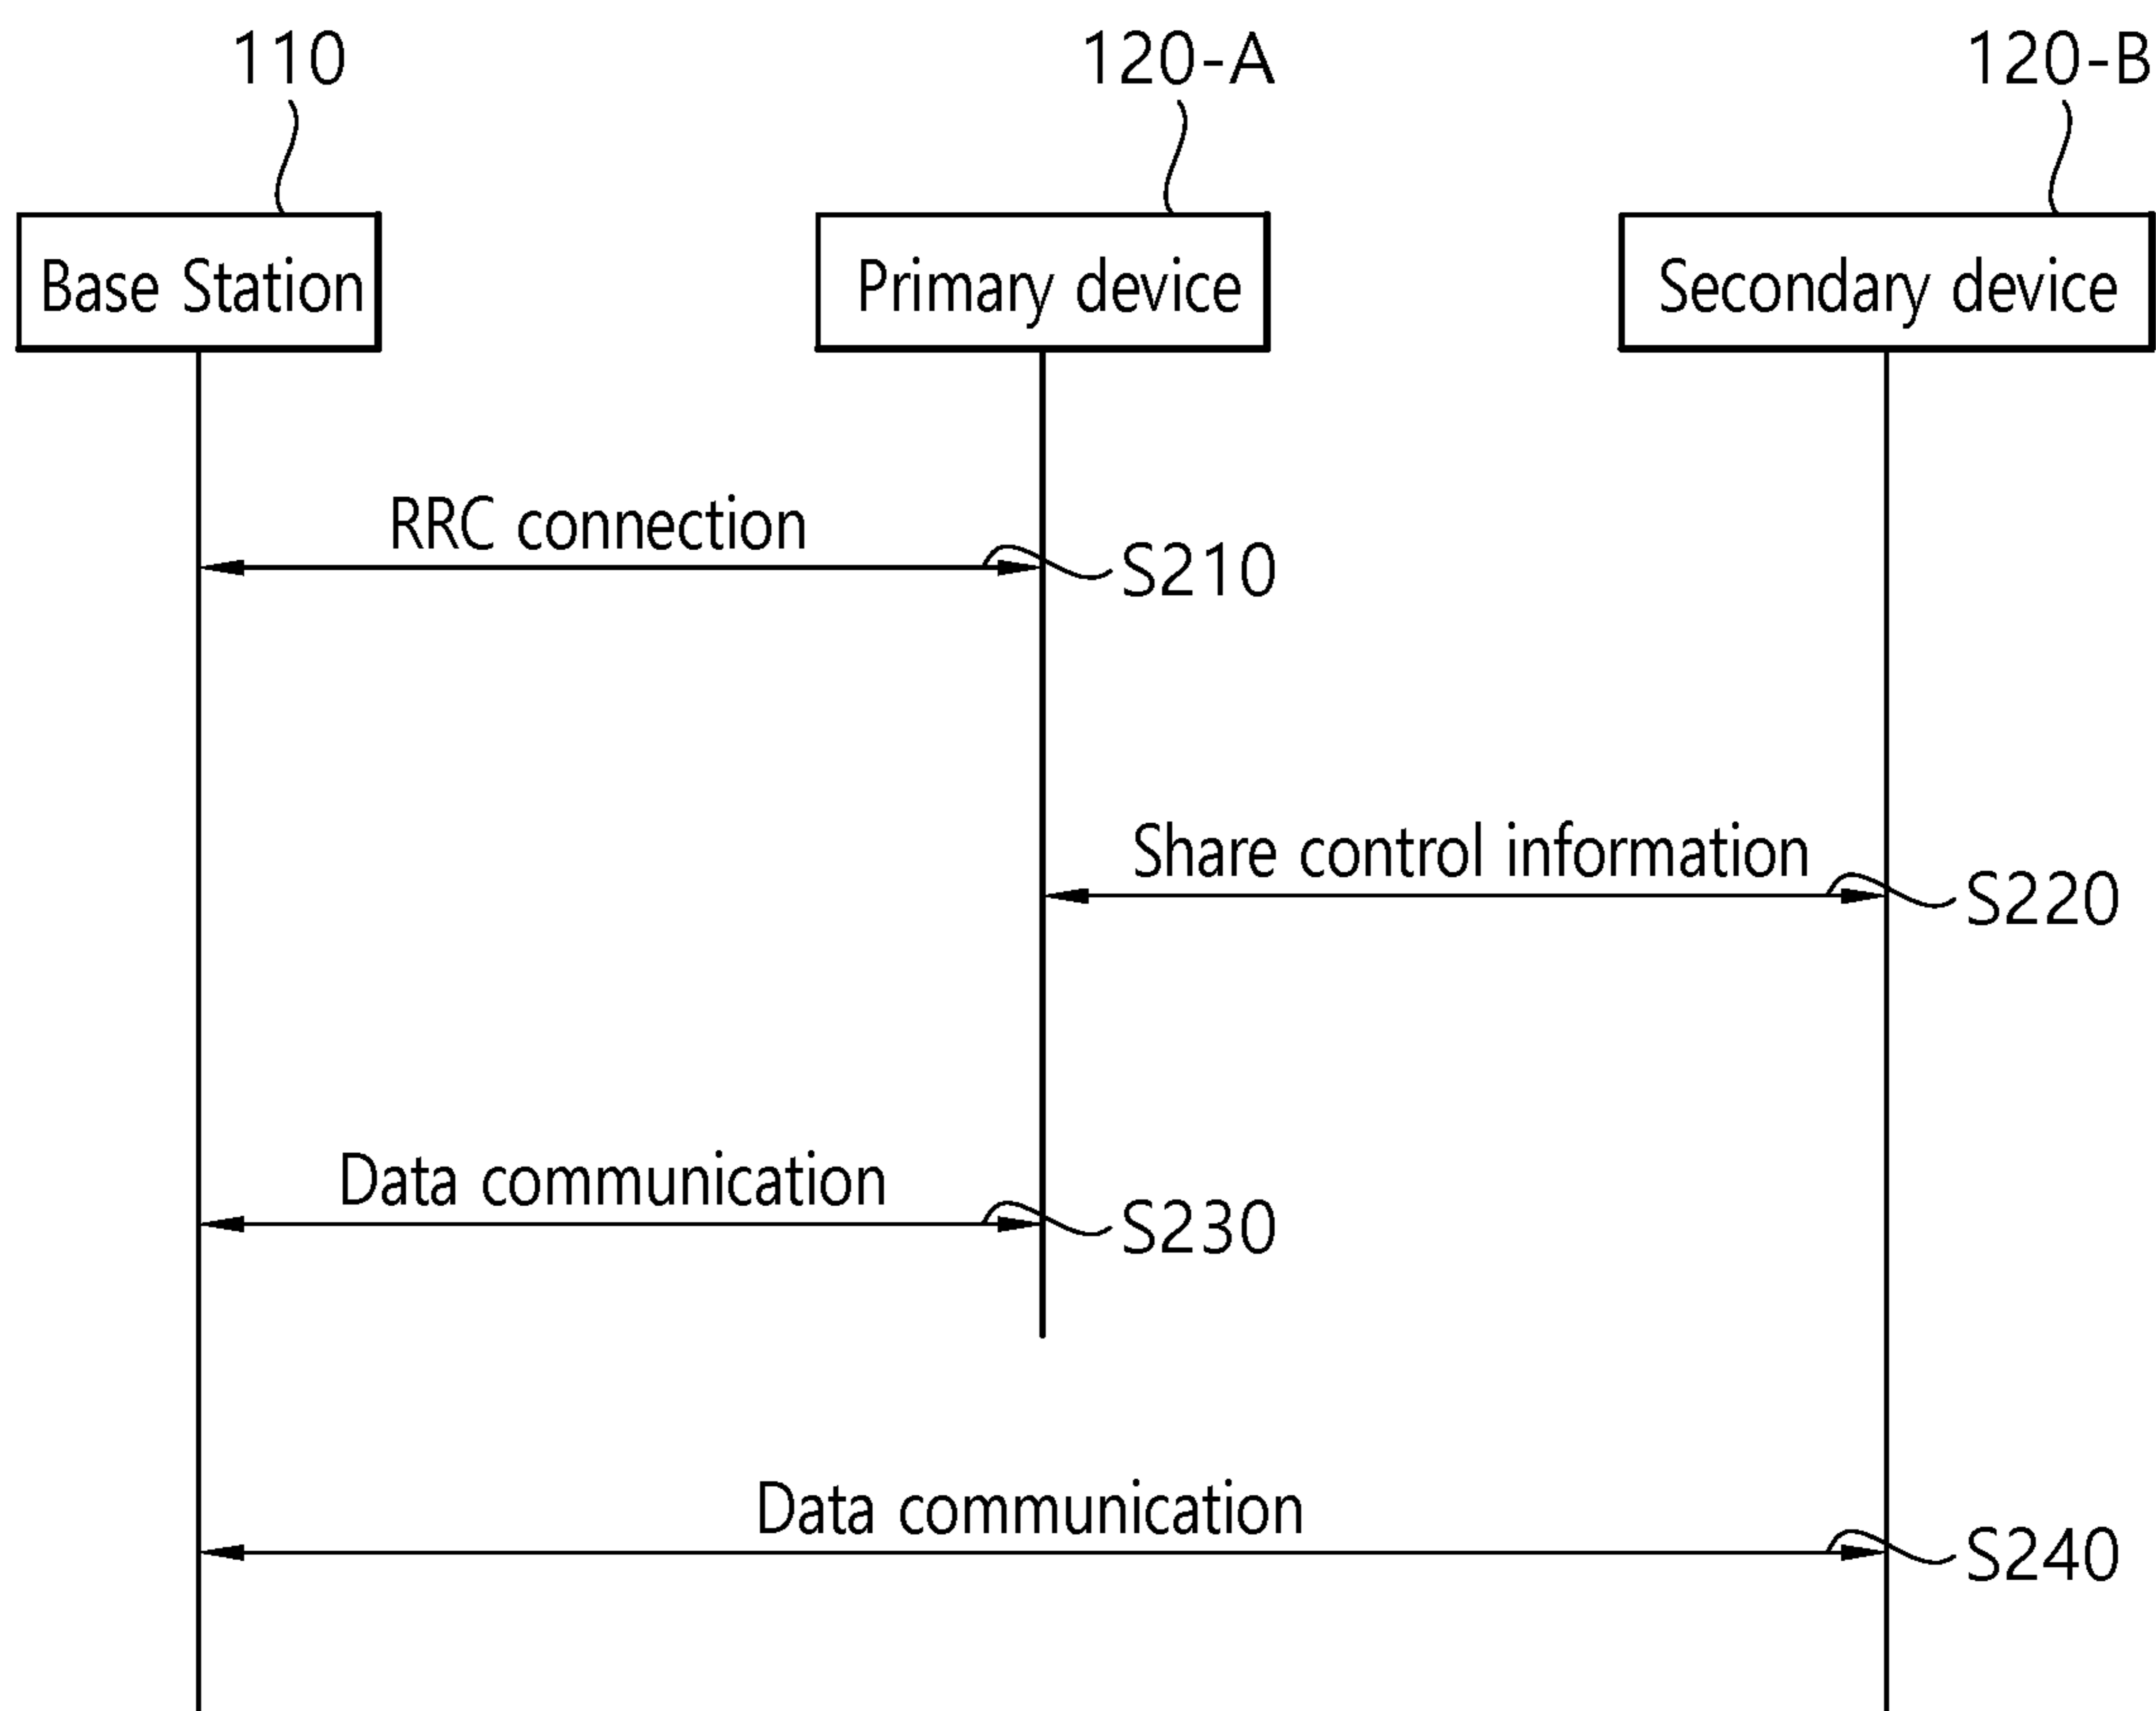 110
120-A
120-B
Base Station
Primary device
Secondary device
RRC connection
S210
Share control information
S220
Data communication
S230
Data communication
S240